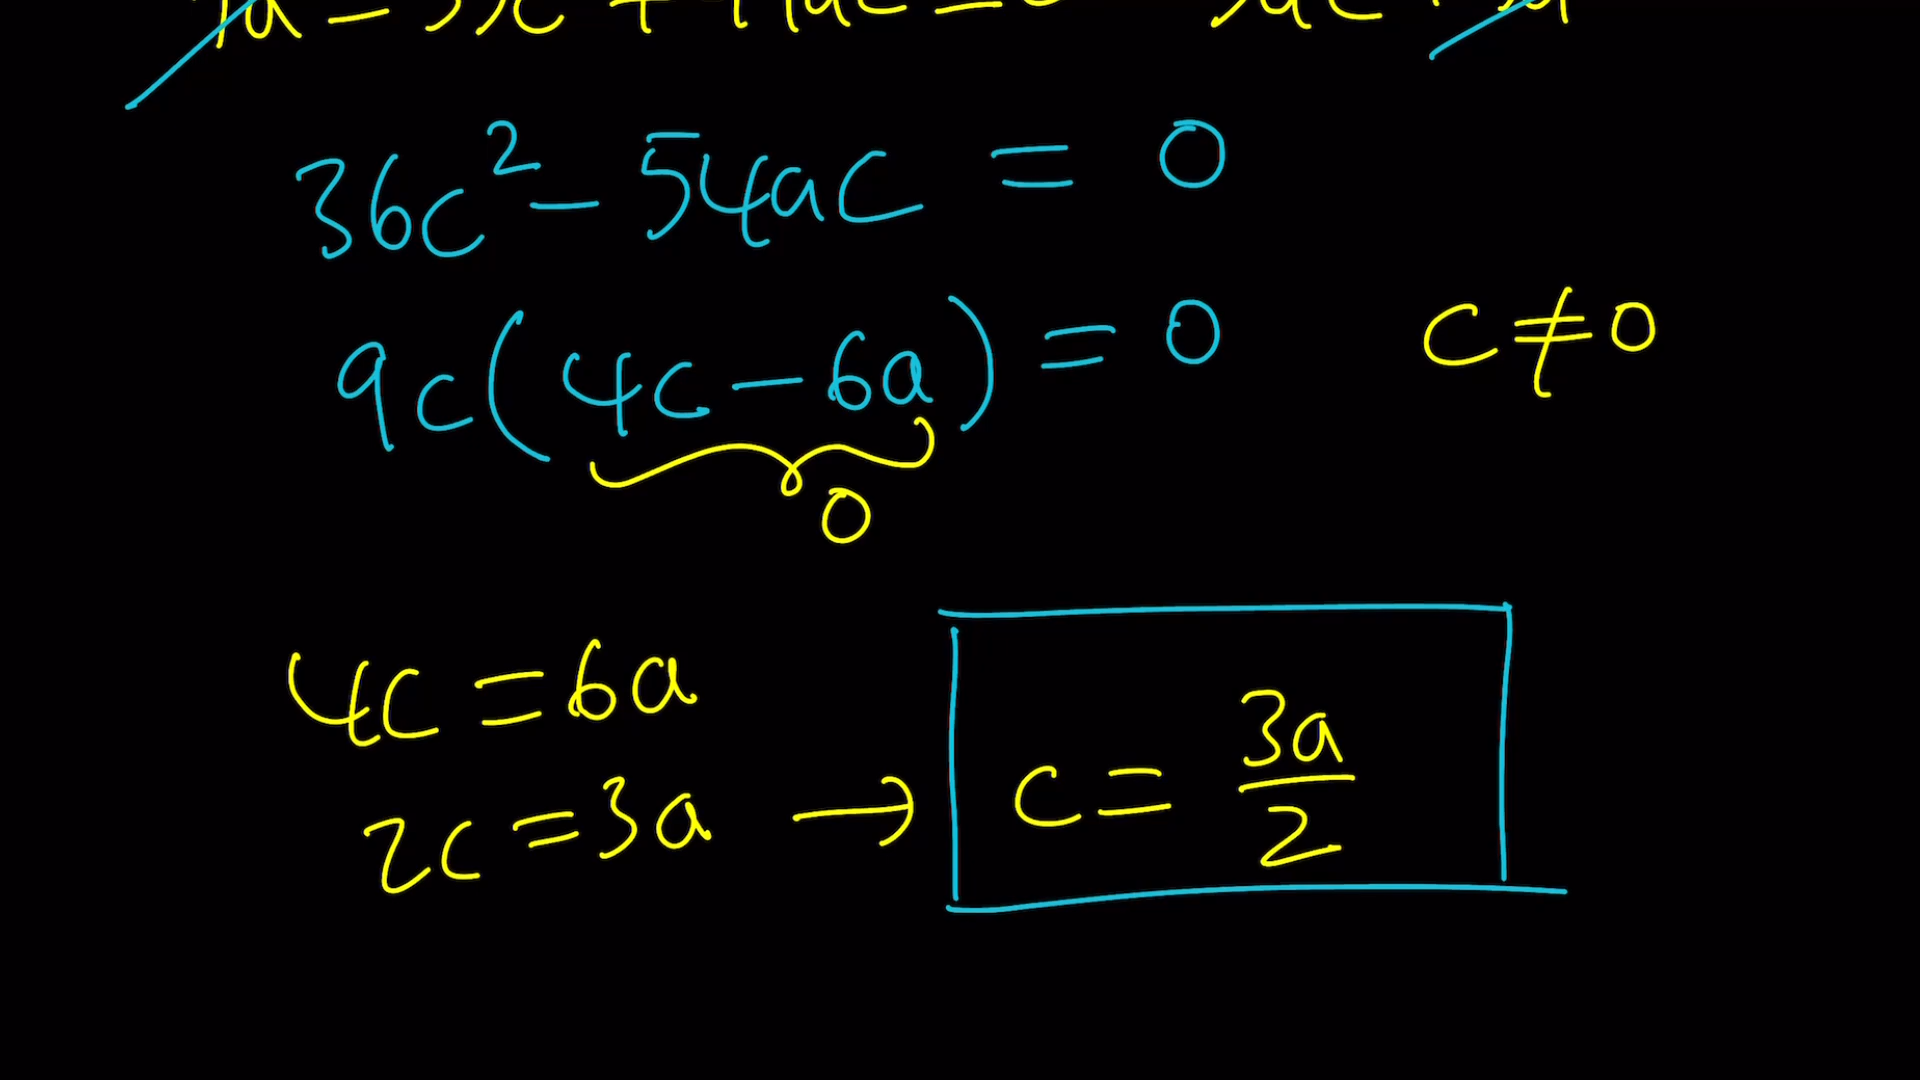 36c² - 54ac = 0
9c(4c - 6a) = 0 c ≠ 0
0
4c = 6a
2c = 3a → c = 3a/2